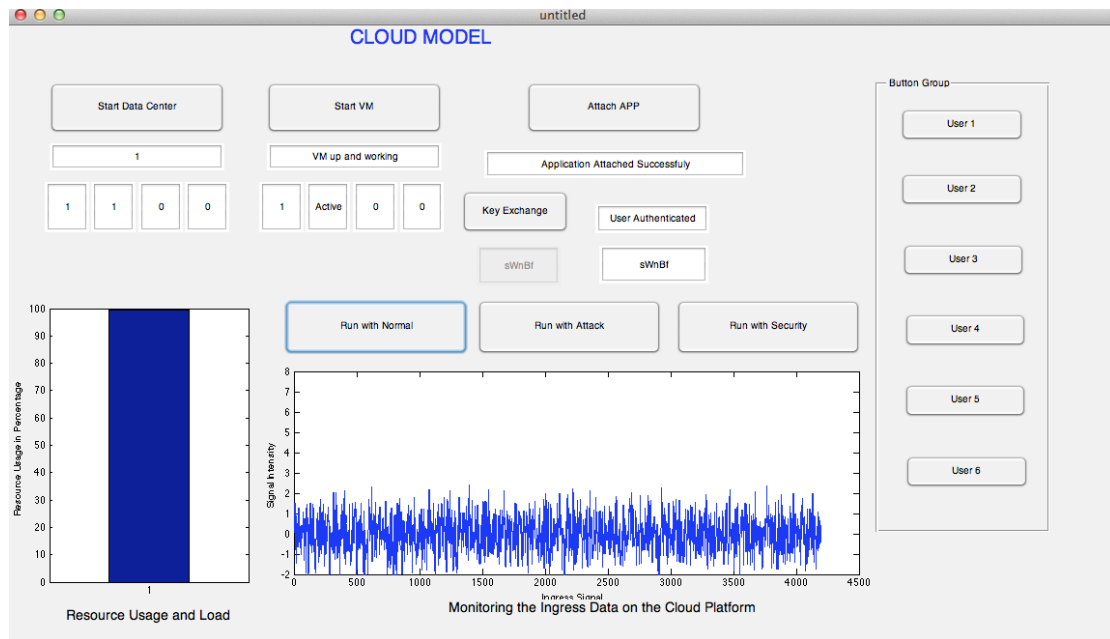 untitled
CLOUD MODEL
Start Data Center
Start VM
Attach APP
Button Group
User 1
1
VM up and working
Application Attached Successfuly
1 1 0 0
1 Active 0 0
Key Exchange
User Authenticated
User 2
sWnBf
sWnBf
User 3
Run with Normal
Run with Attack
Run with Security
User 4
User 5
User 6
Resource Usage in Percentage
100
90
80
70
60
50
40
30
20
10
0
1
Resource Usage and Load
Signal Intensity
8
7
6
5
4
3
2
1
0
-1
-2
0 500 1000 1500 2000 2500 3000 3500 4000 4500
Ingress Signal
Monitoring the Ingress Data on the Cloud Platform